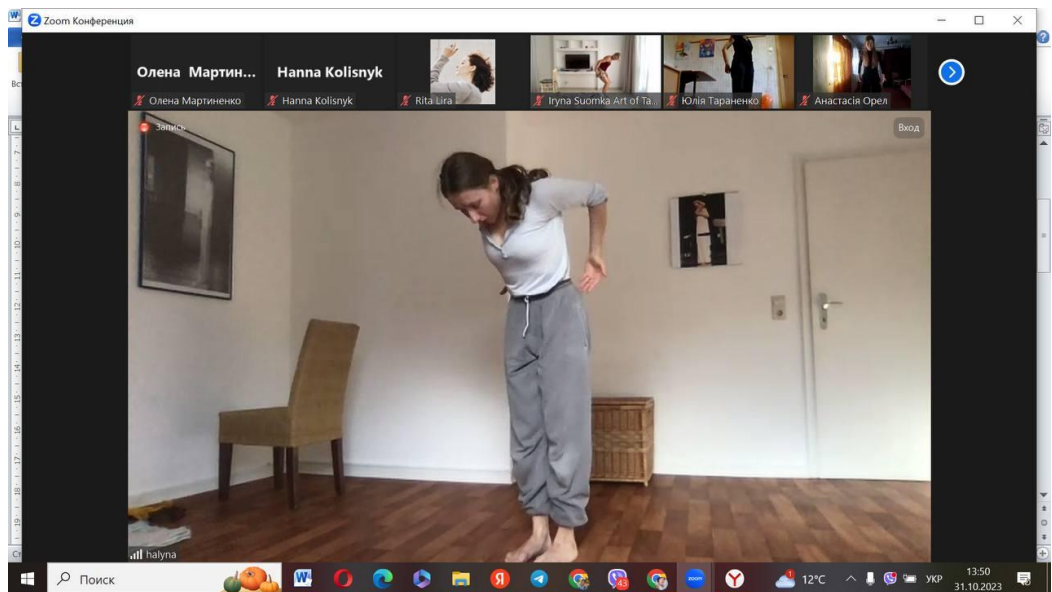 Zoom Конференция
Олена Мартин...
Hanna Kolisnyk
Олена Мартиненко
Hanna Kolisnyk
Rita Lira
Iryna Suomka Art of Ta...
Юлія Тараненко
Анастасія Орел
Запись
Вход
halyna
Поиск
43
12°C
УКР
13:50
31.10.2023